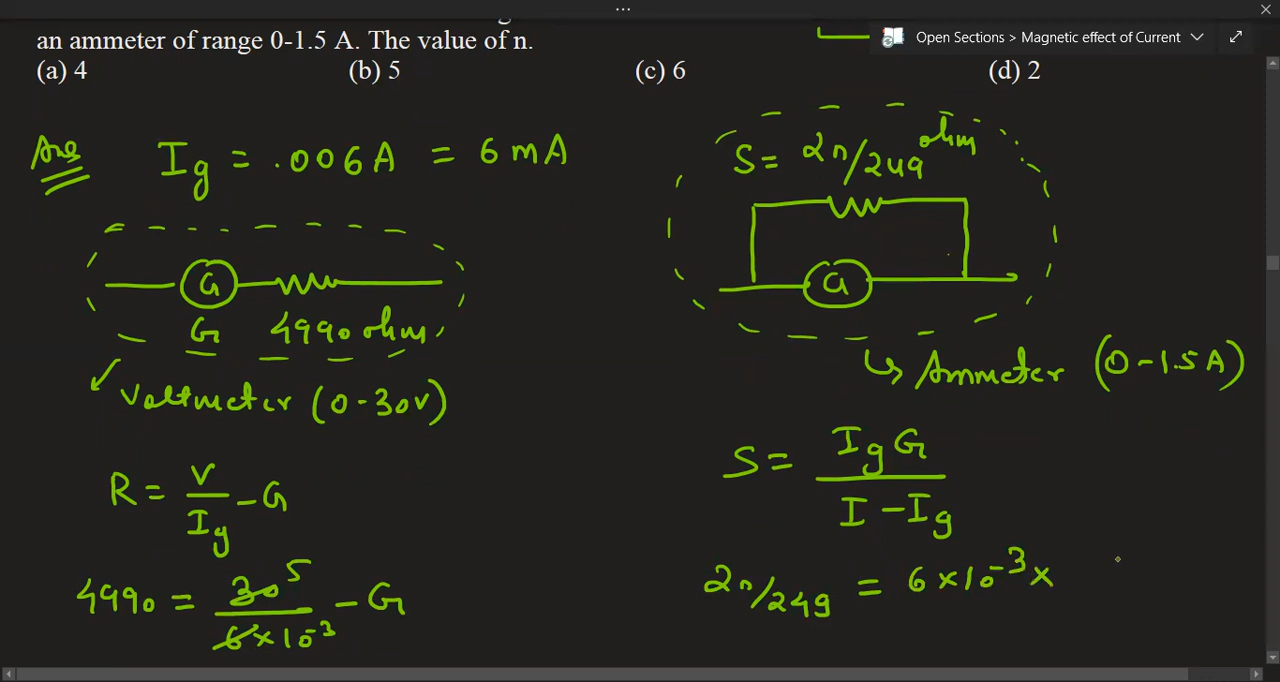 ...
Open Sections > Magnetic effect of Current
an ammeter of range 0-1.5 A. The value of n.
(a) 4 (b) 5 (c) 6 (d) 2
Ans Ig = .006A = 6 mA
S = 2n/249 ohm
G
G 4990 ohm
Voltmeter (0-30V)
G
Ammeter (0-1.5A)
R = V/Ig - G
4990 = 30 5/6×10⁻³ - G
S = IgG/I - Ig
2n/249 = 6×10⁻³×